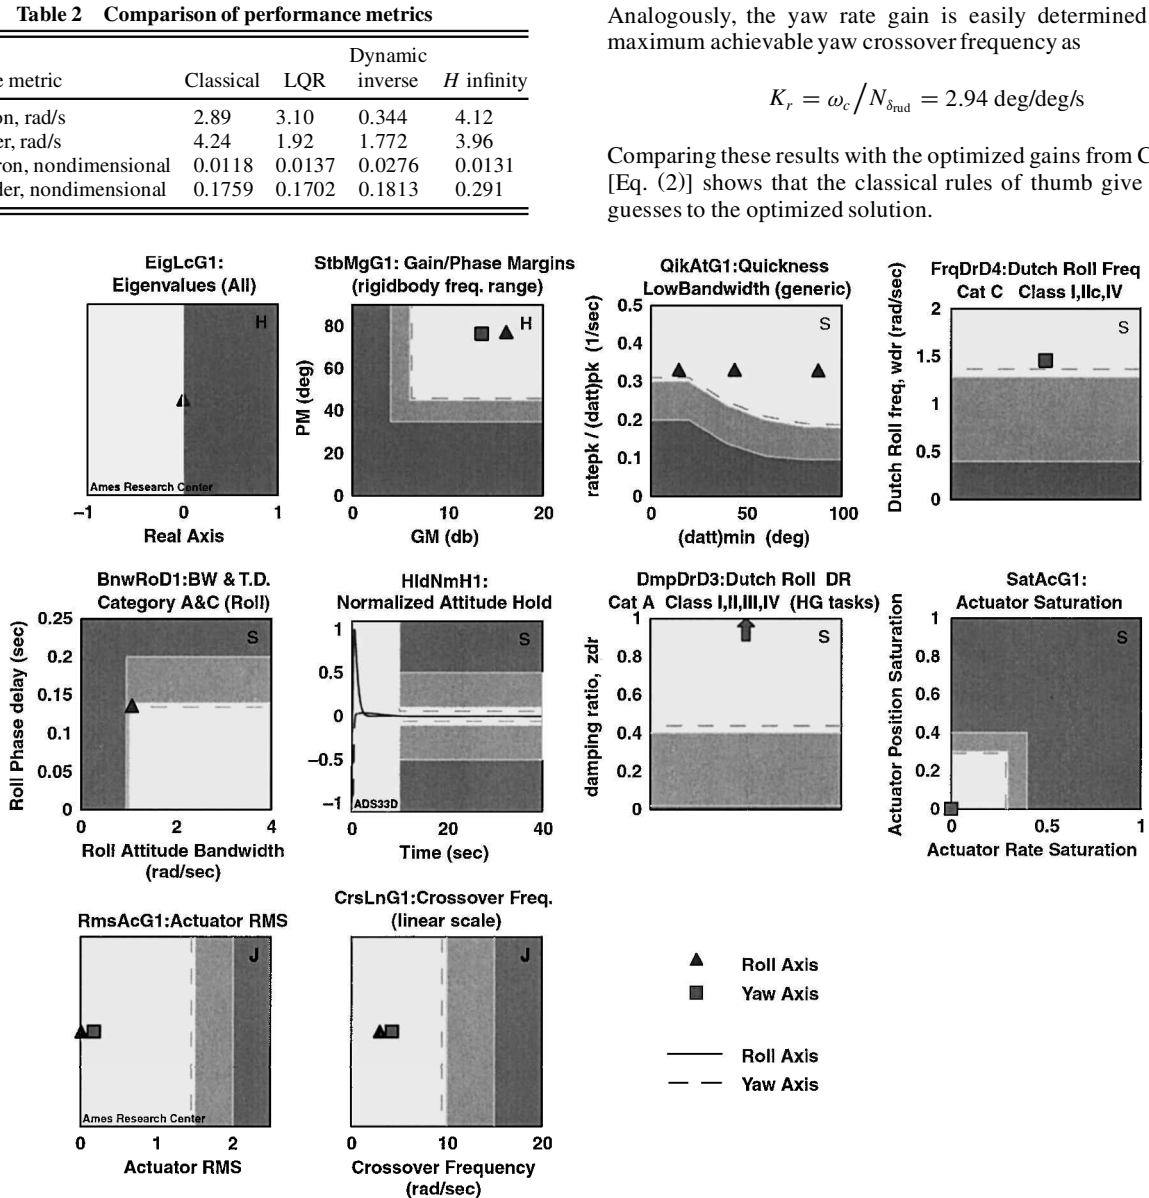 Table 2 Comparison of performance metrics
Dynamic
metric Classical LQR inverse H infinity
rad/s 2.89 3.10 0.344 4.12
rad/s 4.24 1.92 1.772 3.96
nondimensional 0.0118 0.0137 0.0276 0.0131
nondimensional 0.1759 0.1702 0.1813 0.291
Analogously, the yaw rate gain is easily determined
maximum achievable yaw crossover frequency as
K_r = ω_c / N_δrud = 2.94 deg/deg/s
Comparing these results with the optimized gains from C
[Eq. (2)] shows that the classical rules of thumb give
guesses to the optimized solution.
EigLcG1:
Eigenvalues (All)
H
Ames Research Center
-1 0 1
Real Axis
StbMgG1: Gain/Phase Margins
(rigidbody freq. range)
H
PM (deg)
80
60
40
20
0
0 10 20
GM (db)
QikAtG1:Quickness
LowBandwidth (generic)
S
ratepk / (datt)pk (1/sec)
0.5
0.4
0.3
0.2
0.1
0
0 50 100
(datt)min (deg)
FrqDrD4:Dutch Roll Freq
Cat C Class I,IIc,IV
S
Dutch Roll freq, wdr (rad/sec)
2
1.5
1
0.5
0
BnwRoD1:BW & T.D.
Category A&C (Roll)
S
Roll Phase delay (sec)
0.25
0.2
0.15
0.1
0.05
0
0 2 4
Roll Attitude Bandwidth
(rad/sec)
HldNmH1:
Normalized Attitude Hold
S
1
0.5
0
-0.5
-1
ADS33D
0 20 40
Time (sec)
DmpDrD3:Dutch Roll DR
Cat A Class I,II,III,IV (HG tasks)
S
damping ratio, zdr
1
0.8
0.6
0.4
0.2
0
SatAcG1:
Actuator Saturation
S
Actuator Position Saturation
1
0.8
0.6
0.4
0.2
0
0 0.5 1
Actuator Rate Saturation
RmsAcG1:Actuator RMS
J
Ames Research Center
0 1 2
Actuator RMS
CrsLnG1:Crossover Freq.
(linear scale)
J
0 10 20
Crossover Frequency
(rad/sec)
Roll Axis
Yaw Axis
Roll Axis
Yaw Axis